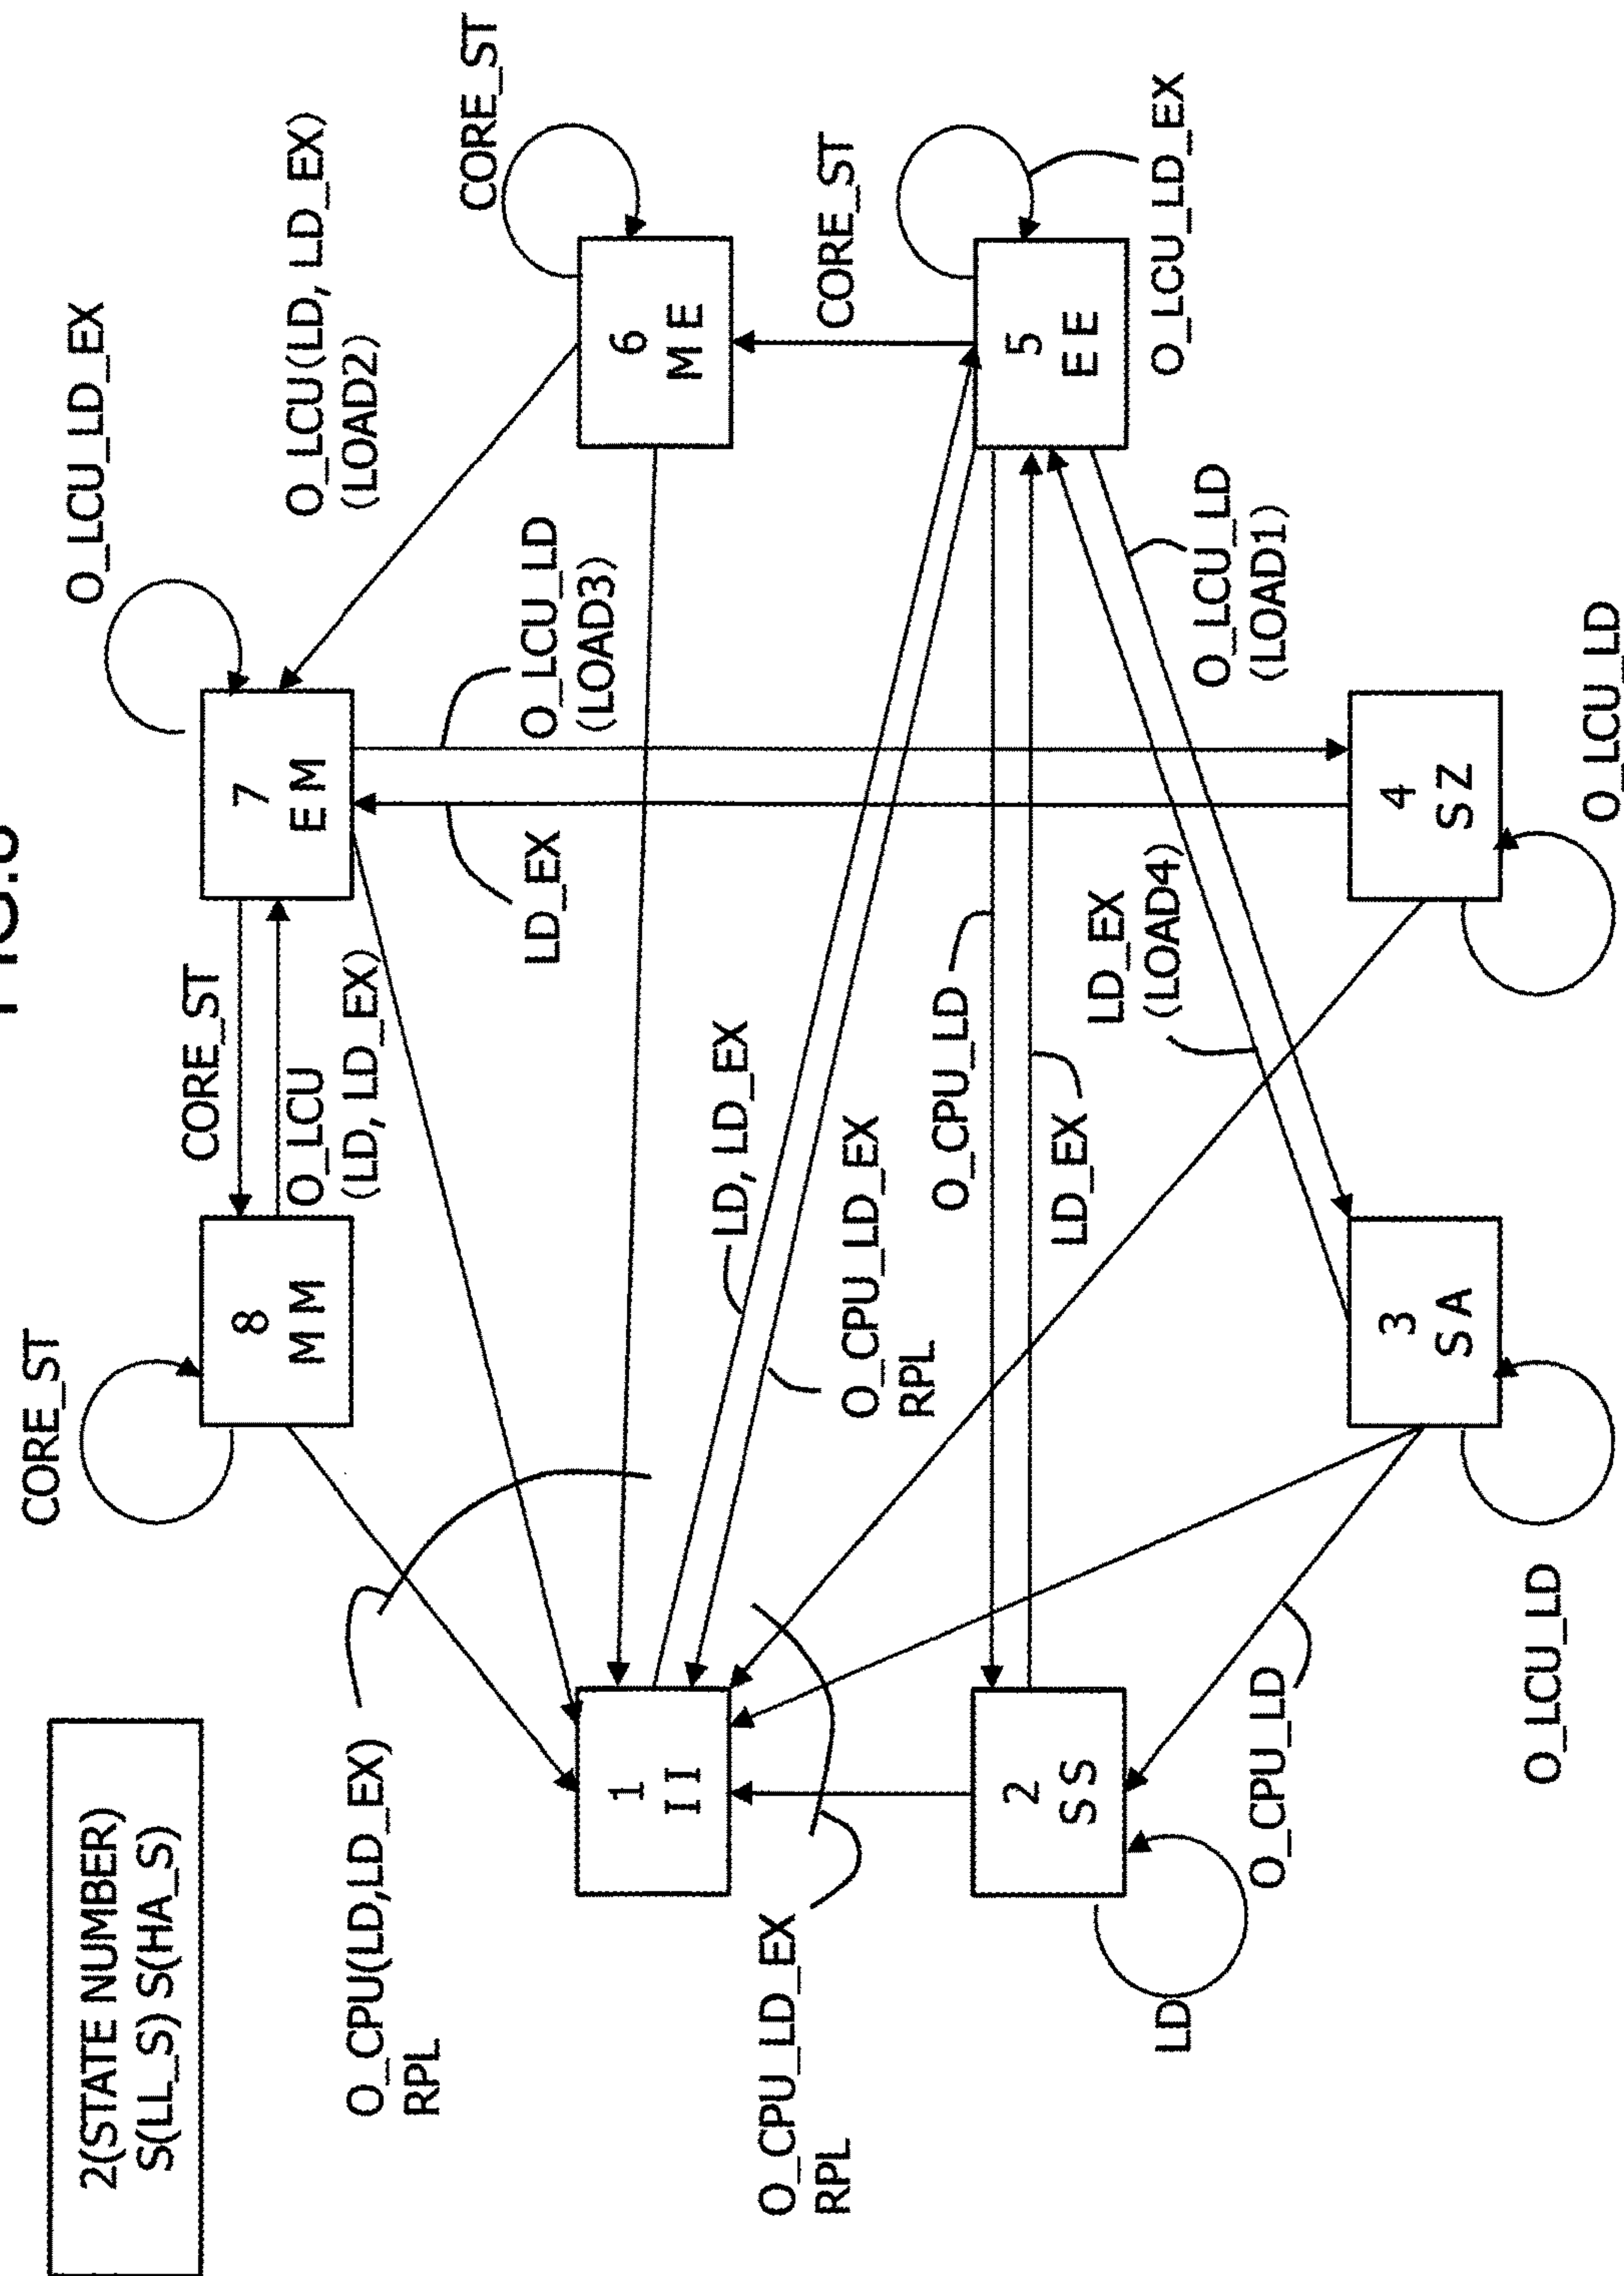 FIG.
2(STATE NUMBER)
S(LL_S) S(HA_S)
CORE_ST
O_LCU_LD_EX
CORE_ST
8
M M
O_LCU
(LD, LD_EX)
7
E M
O_LCU(LD, LD_EX)
(LOAD2)
CORE_ST
O_CPU(LD,LD_EX)
RPL
LD_EX
O_LCU_LD
(LOAD3)
1
I I
6
M E
LD, LD_EX
O_CPU_LD_EX
RPL
CORE_ST
O_CPU_LD_EX
RPL
O_CPU_LD
LD_EX
2
S S
5
E E
LD_EX
(LOAD4)
O_LCU_LD_EX
LD
O_CPU_LD
O_LCU_LD
(LOAD1)
3
S A
4
S Z
O_LCU_LD
O_LCU_LD